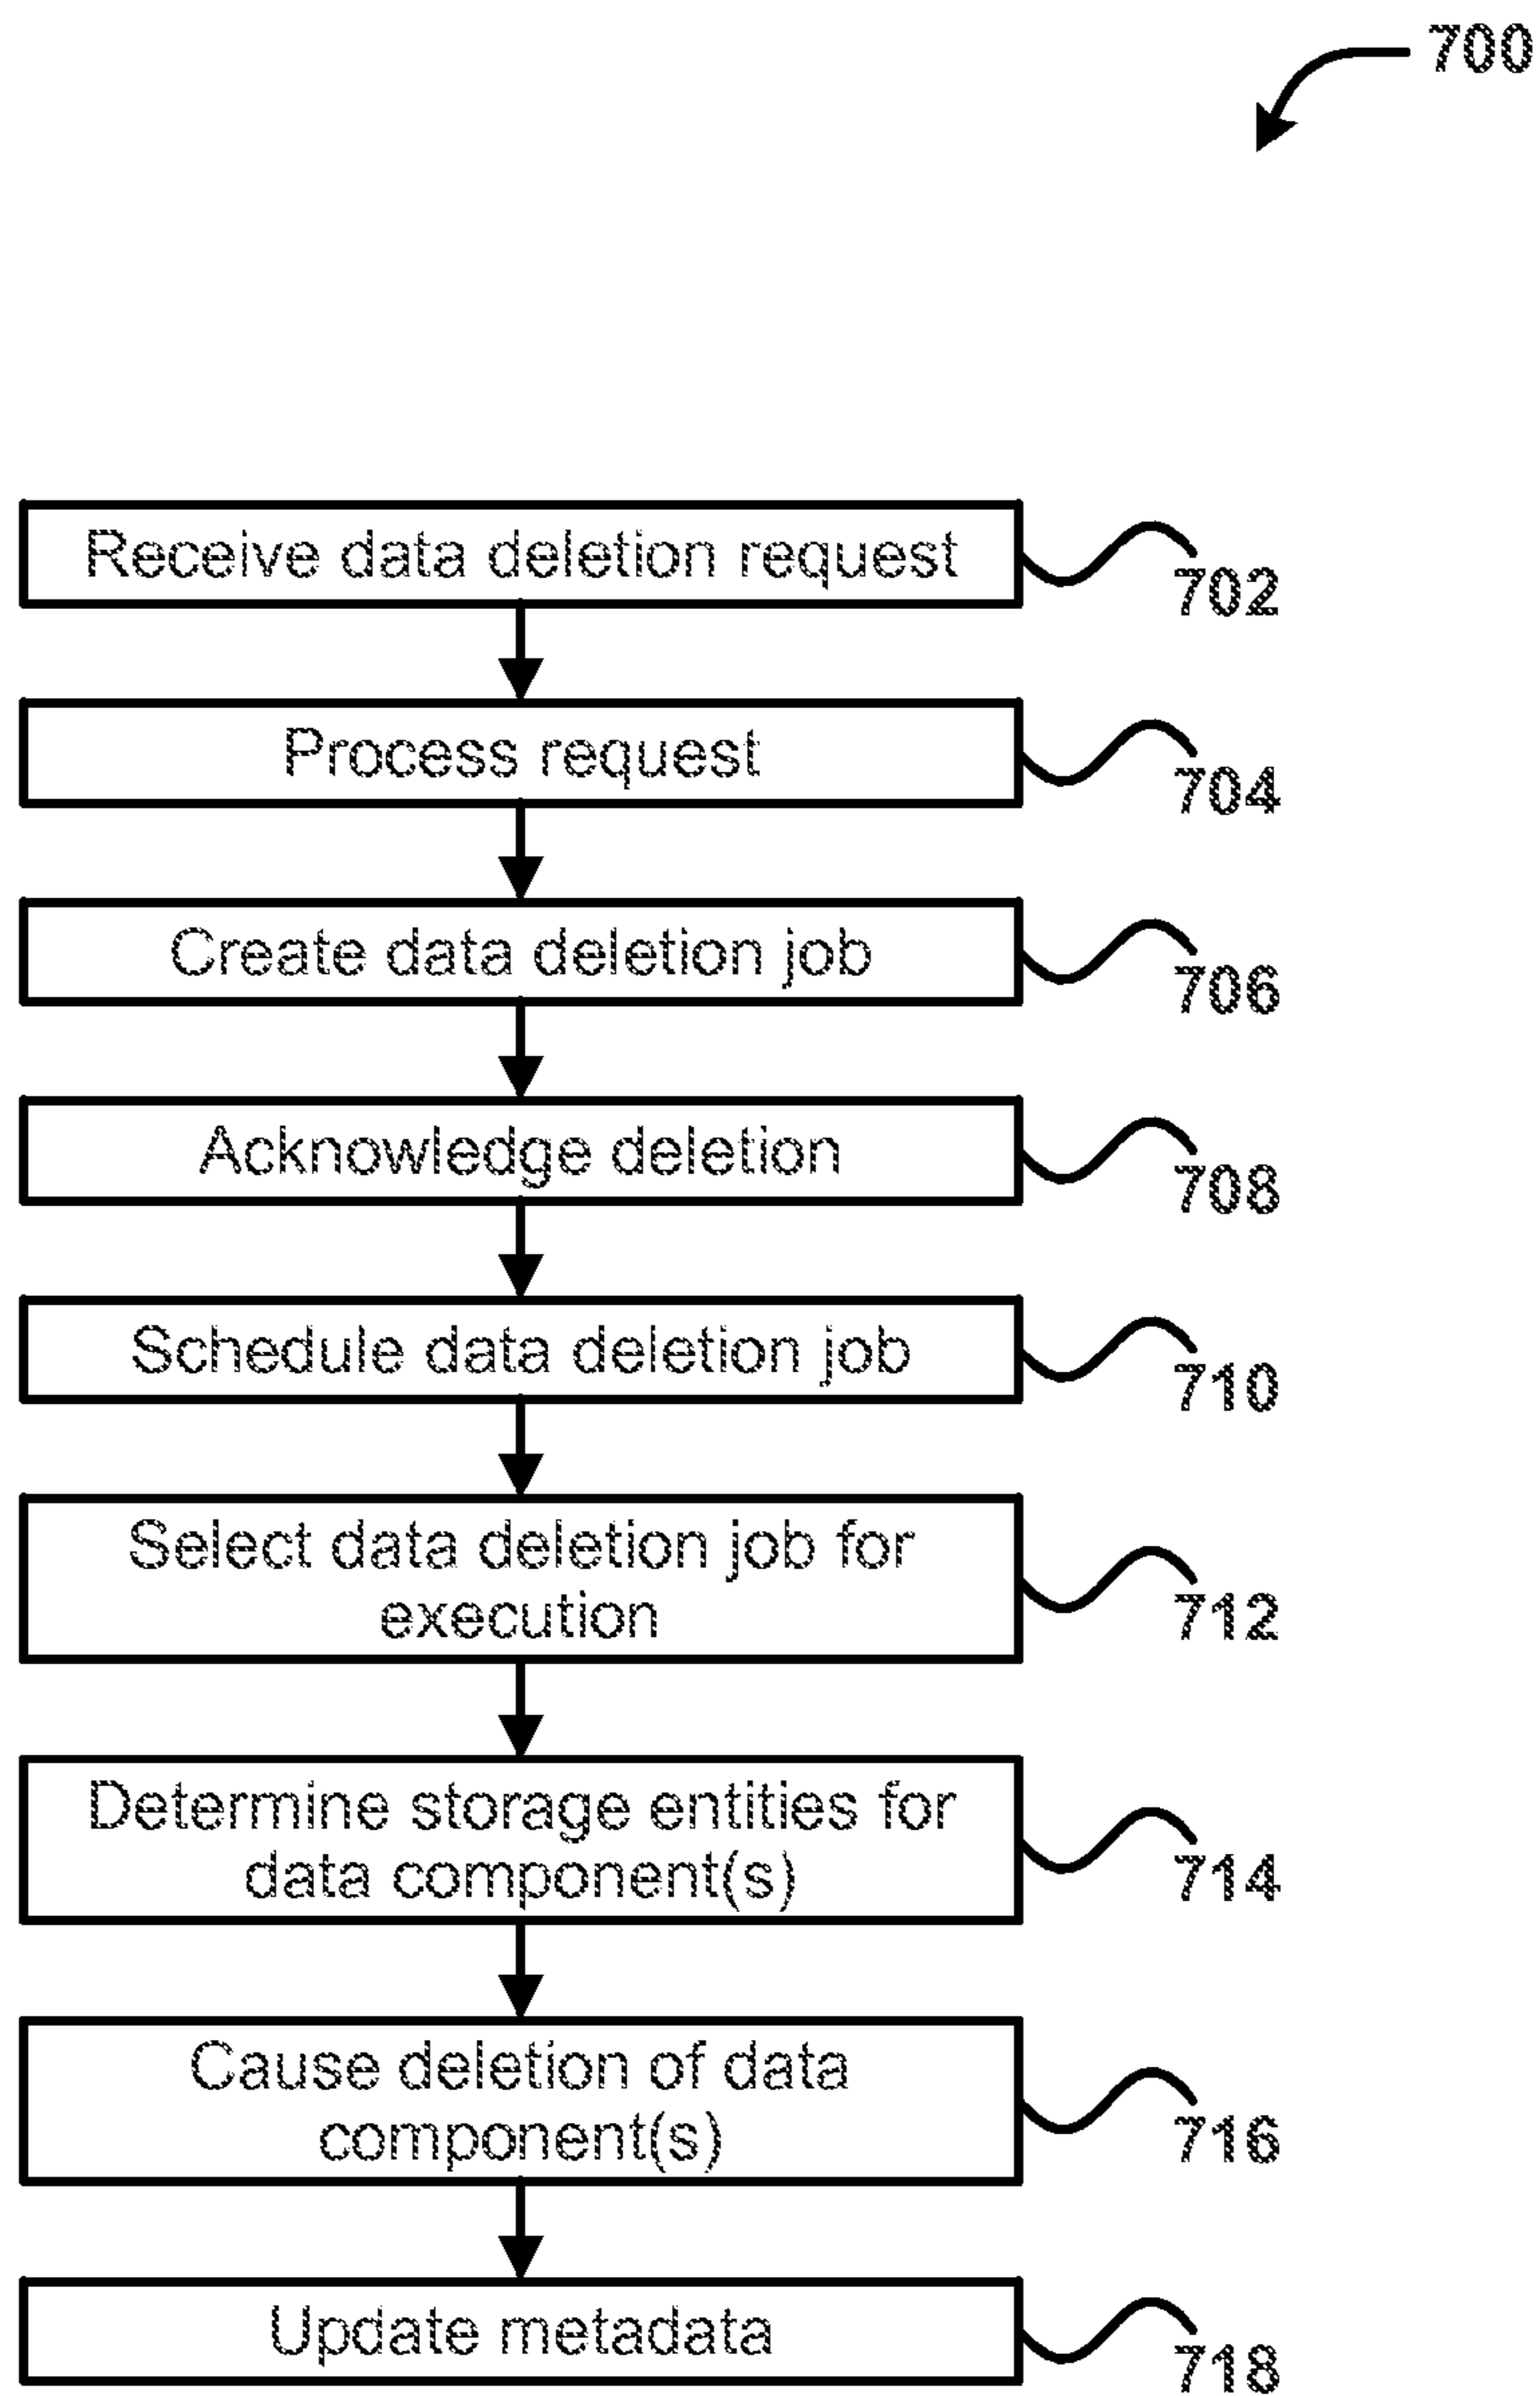 700
Receive data deletion request
702
Process request
704
Create data deletion job
706
Acknowledge deletion
708
Schedule data deletion job
710
Select data deletion job for
execution
712
Determine storage entities for
data component(s)
714
Cause deletion of data
component(s)
716
Update metadata
718